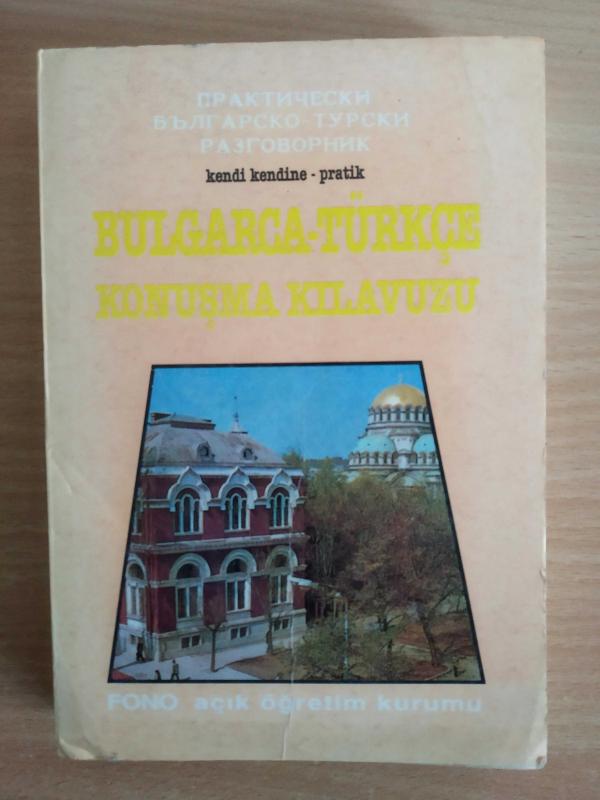 ПРАКТИЧЕСКИ
БЪЛГАРСКО-ТУРСКИ
РАЗГОВОРНИК
kendi kendine - pratik
BULGARCA-TÜRKÇE
KONUŞMA KILAVUZU
FONO açık öğretim kurumu